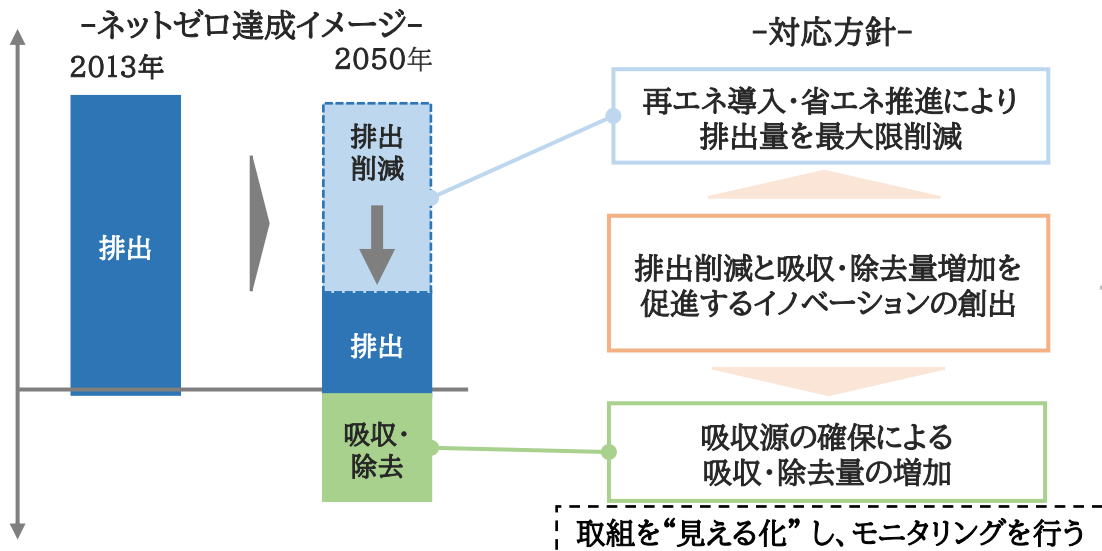 -ネットゼロ達成イメージ-
2013年
2050年
排出
排出
削減
排出
吸収・
除去
-対応方針-
再エネ導入・省エネ推進により
排出量を最大限削減
排出削減と吸収・除去量増加を
促進するイノベーションの創出
吸収源の確保による
吸収・除去量の増加
取組を“見える化”し、モニタリングを行う